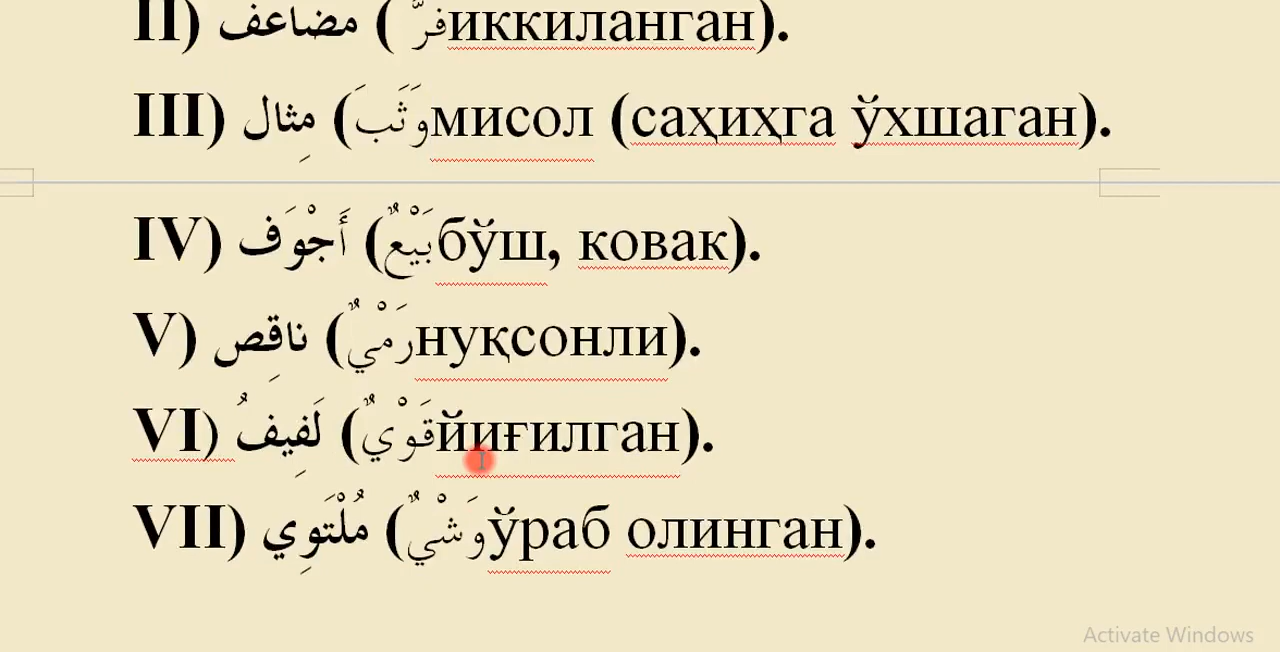 II) مضاعف (فرَّ иккиланган).
III) مِثال (وَثَبَ мисол (саҳиҳга ўхшаган).
IV) أَجْوَف (بَيْعٌ бўш, ковак).
V) ناقِص (رَمْيٌ нуқсонли).
VI) لَفِيفُ (قَوْيٌ йиғилган).
VII) مُلْتَوِي (وَشْيٌ ўраб олинган).
Activate Windows